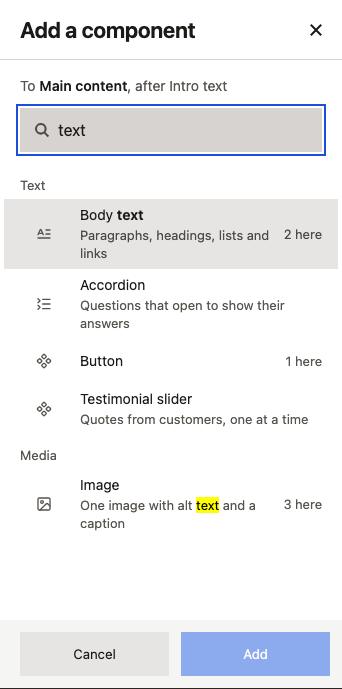 Add a component
To Main content, after Intro text
text
Text
Body text
Paragraphs, headings, lists and
links
2 here
Accordion
Questions that open to show their
answers
Button
1 here
Testimonial slider
Quotes from customers, one at a time
Media
Image
One image with alt text and a
caption
3 here
Cancel
Add